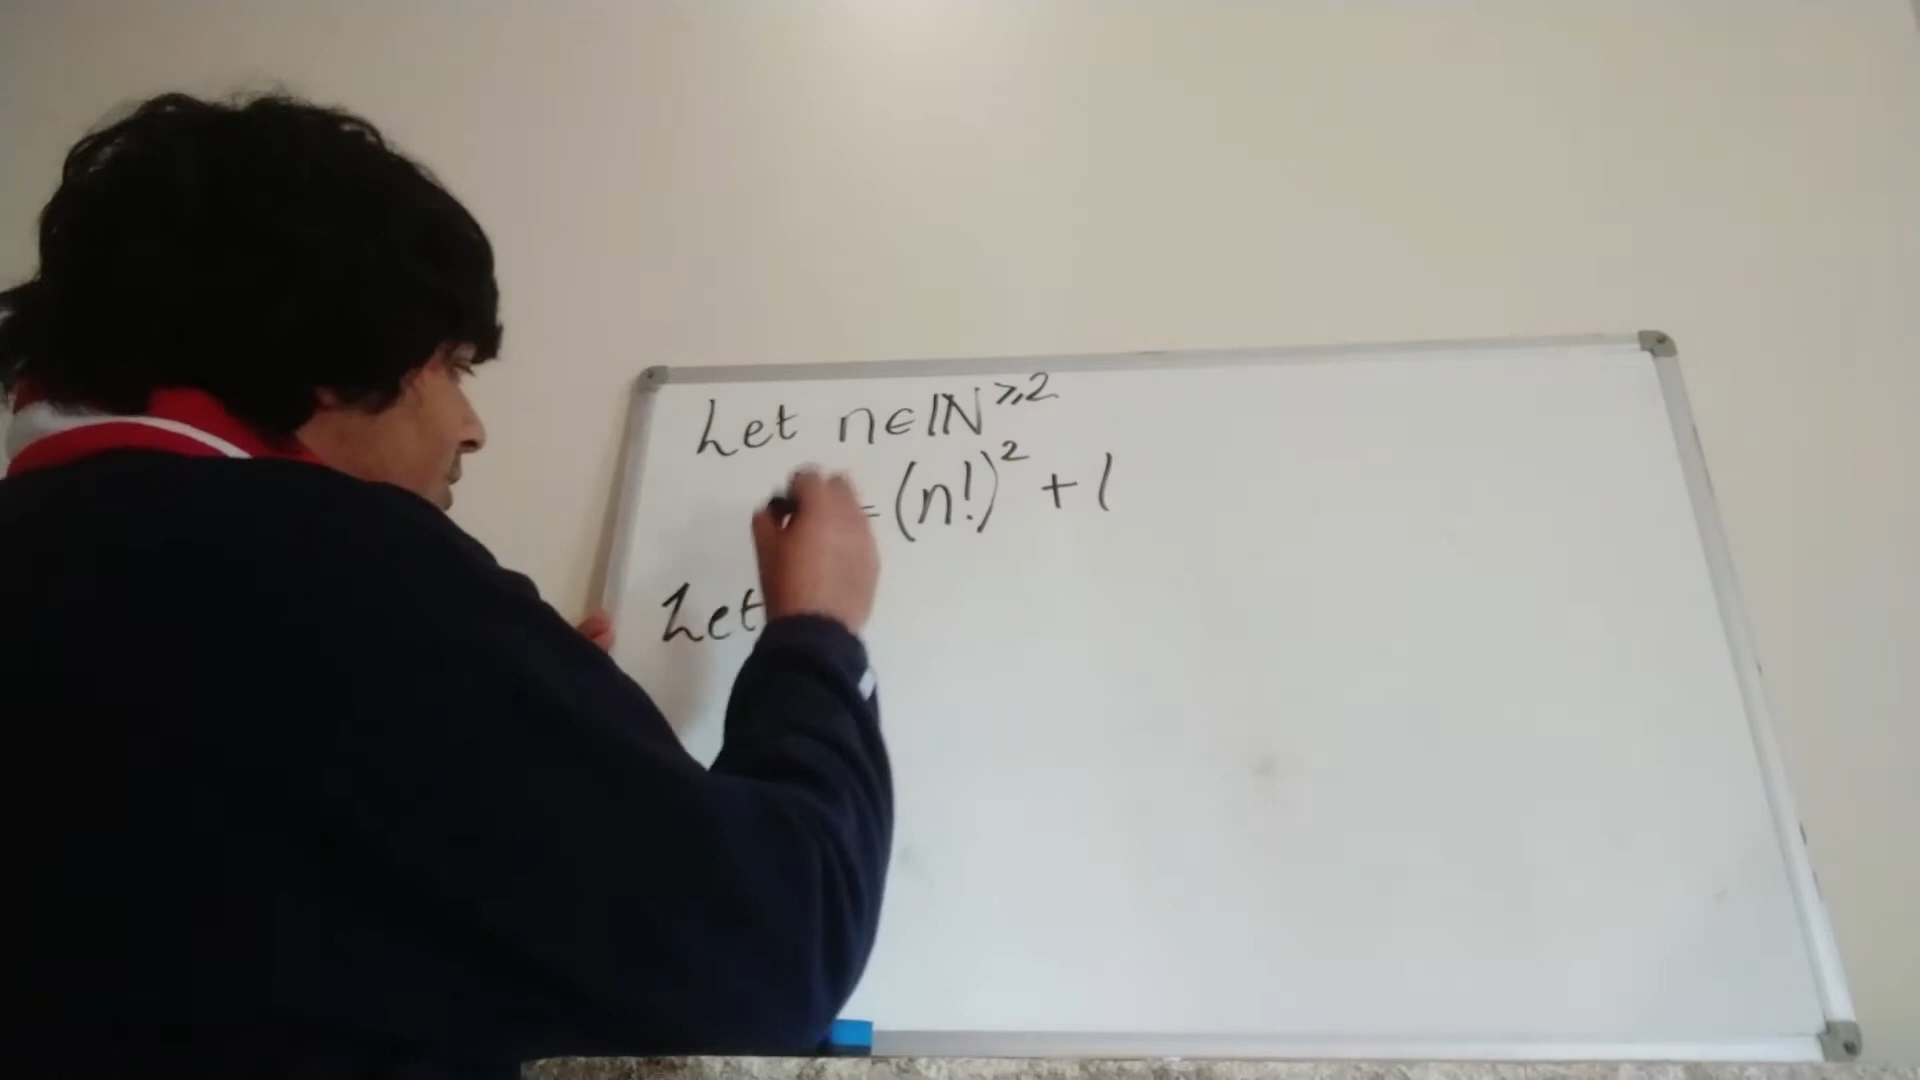 Let n∈ℕ^≥2
= (n!)² + 1
Let